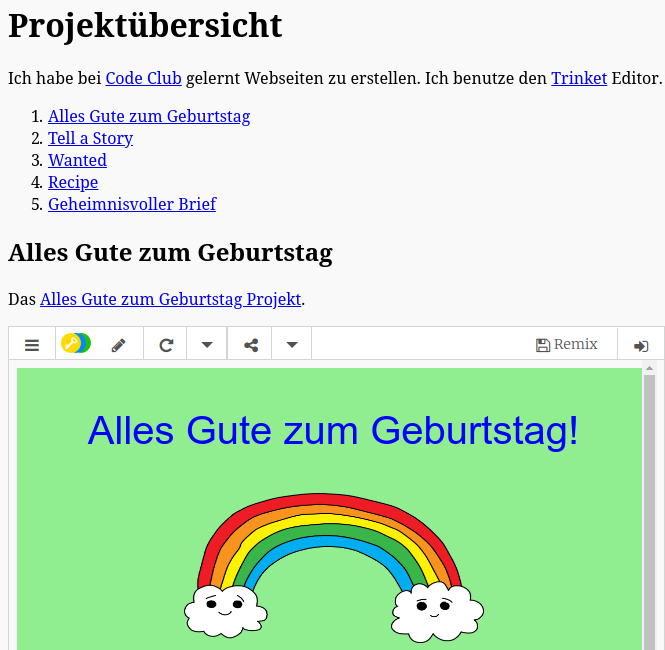 Projektübersicht
Ich habe bei Code Club gelernt Webseiten zu erstellen. Ich benutze den Trinket Editor.
1. Alles Gute zum Geburtstag
2. Tell a Story
3. Wanted
4. Recipe
5. Geheimnisvoller Brief
Alles Gute zum Geburtstag
Das Alles Gute zum Geburtstag Projekt.
Remix
Alles Gute zum Geburtstag!